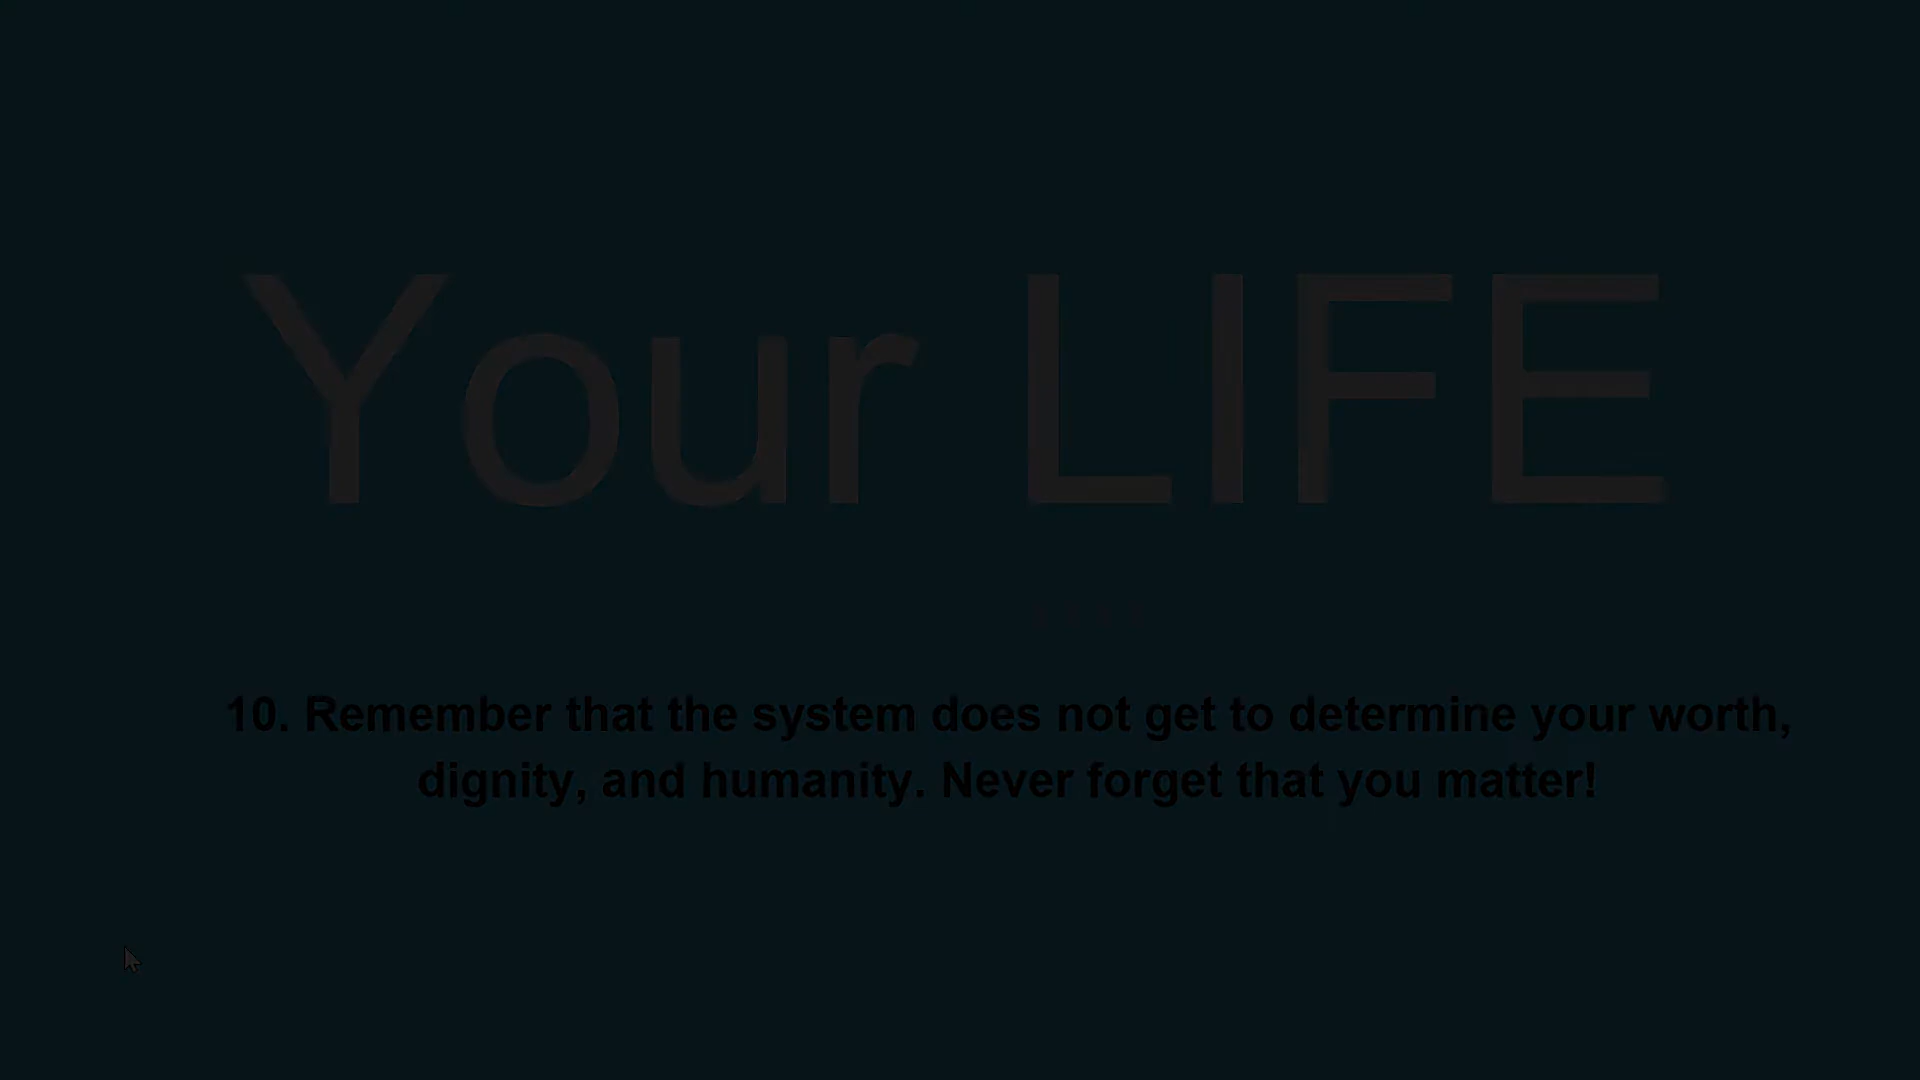 Your LIFE
10. Remember that the system does not get to determine your worth,
dignity, and humanity. Never forget that you matter!